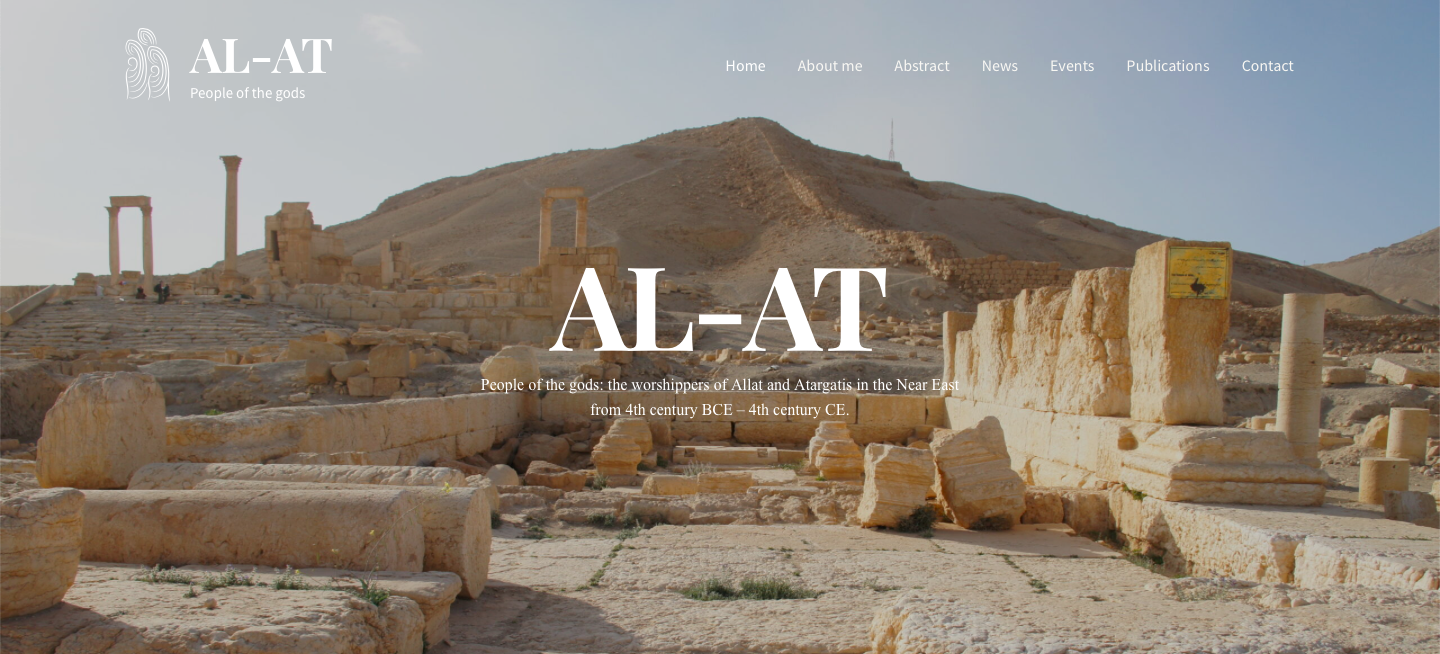 AL-AT
People of the gods
Home
About me
Abstract
News
Events
Publications
Contact
AL-AT
People of the gods: the worshippers of Allat and Atargatis in the Near East
from 4th century BCE – 4th century CE.